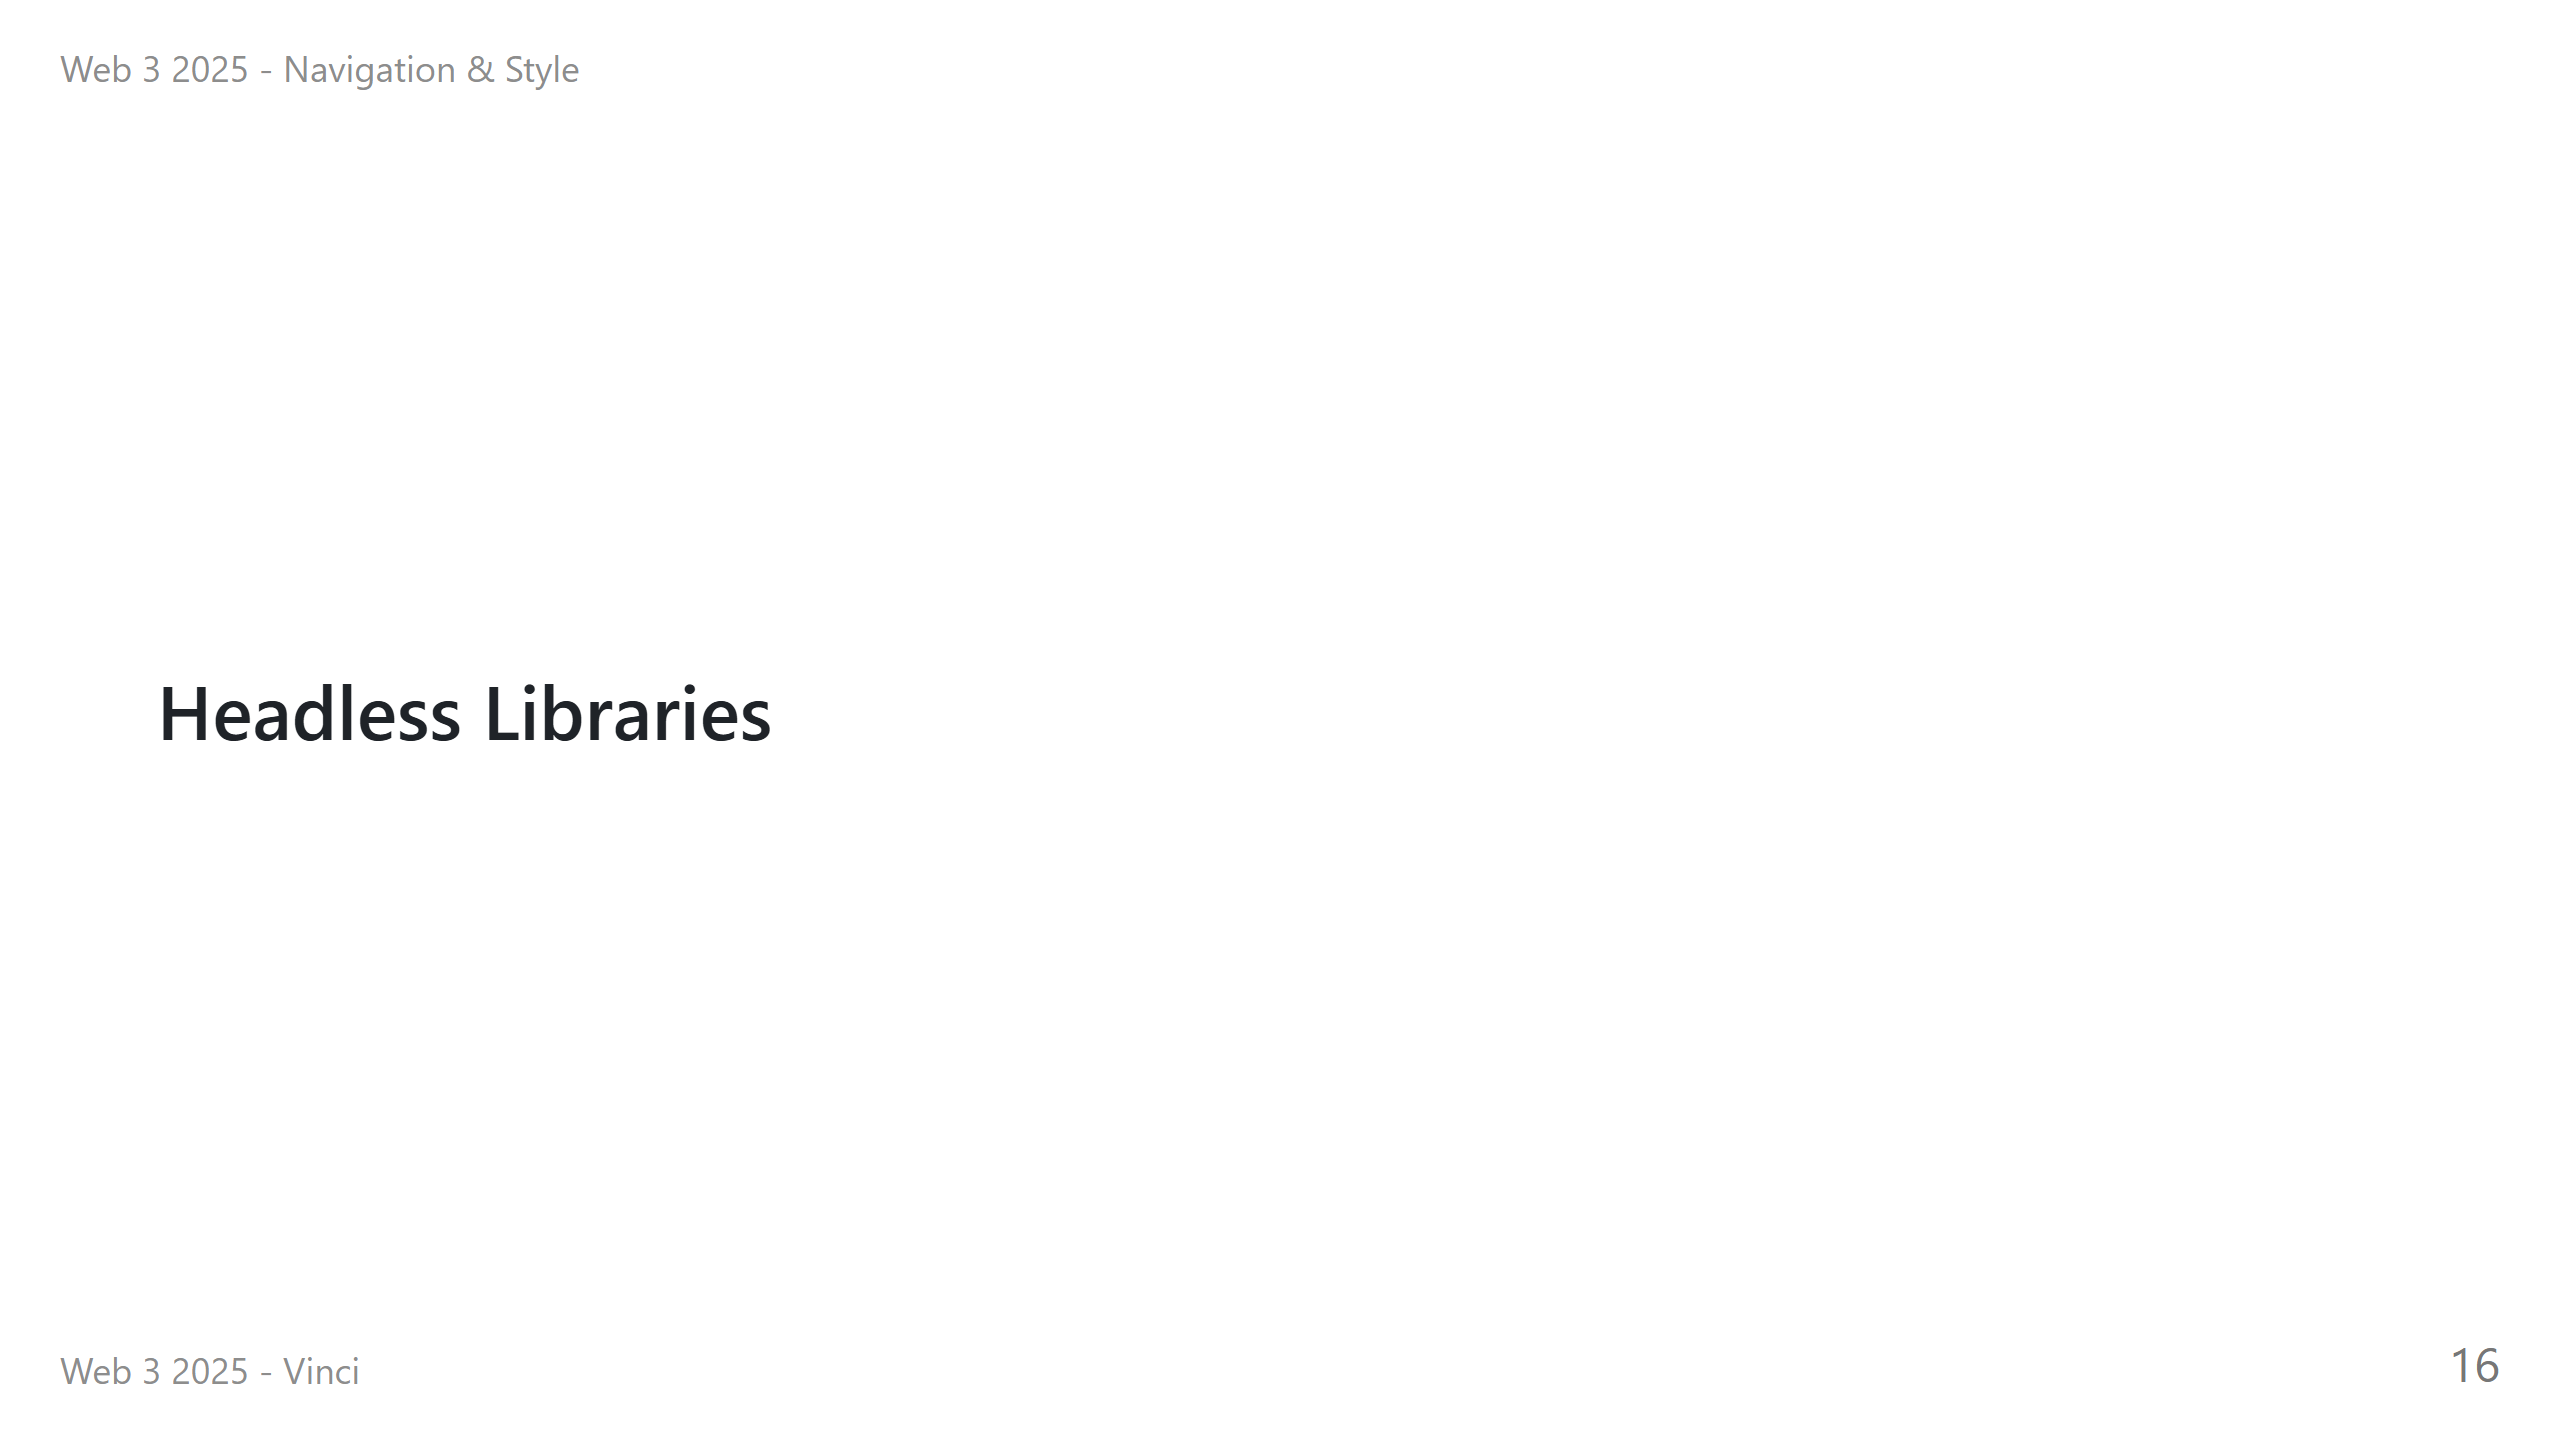 Web 3 2025 - Navigation & Style
Headless Libraries
Web 3 2025 - Vinci
16